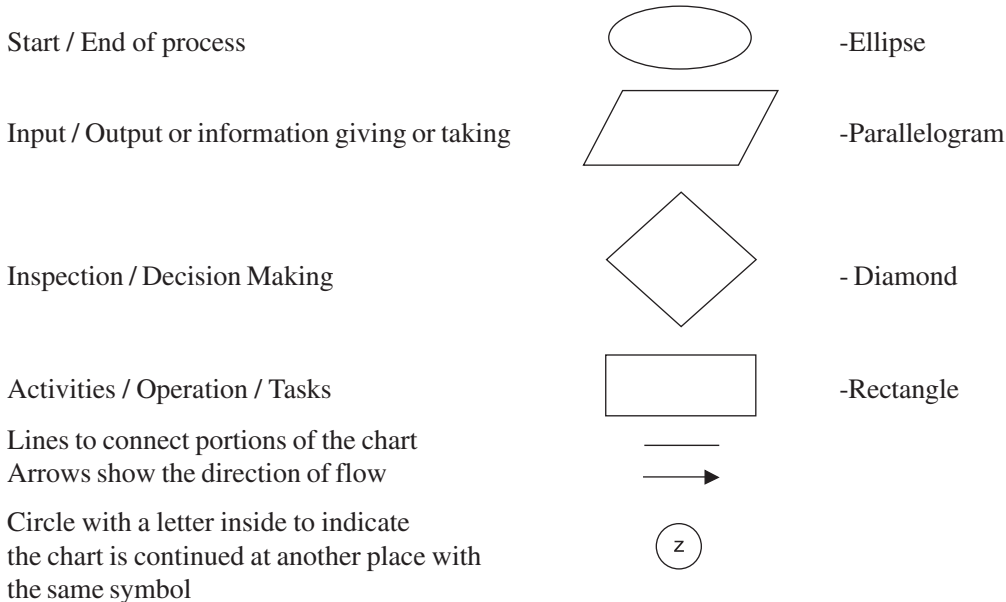 Start / End of process -Ellipse
Input / Output or information giving or taking -Parallelogram
Inspection / Decision Making - Diamond
Activities / Operation / Tasks -Rectangle
Lines to connect portions of the chart
Arrows show the direction of flow
Circle with a letter inside to indicate
the chart is continued at another place with
the same symbol
z